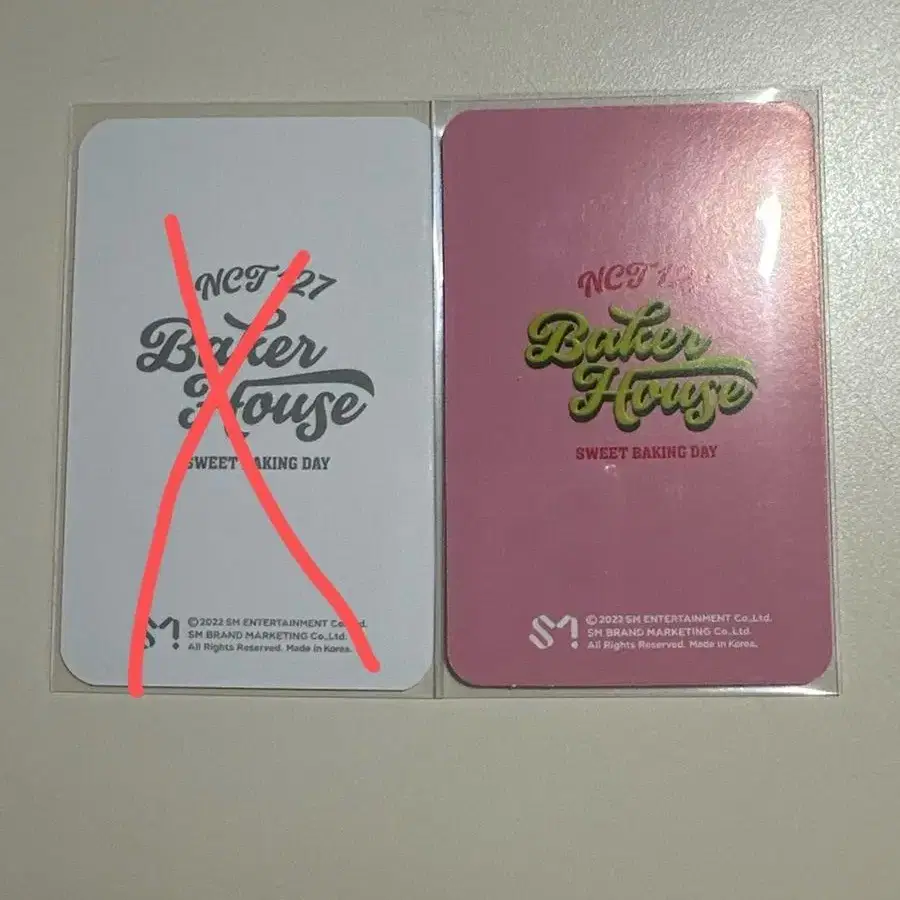 NCT 127
Baker
House
SWEET BAKING DAY
SM
©2022 SM ENTERTAINMENT Co.,Ltd.
SM BRAND MARKETING Co.,Ltd.
All Rights Reserved. Made in Korea.
NCT 127
Baker
House
SWEET BAKING DAY
SM
©2022 SM ENTERTAINMENT Co.,Ltd.
SM BRAND MARKETING Co.,Ltd.
All Rights Reserved. Made in Korea.